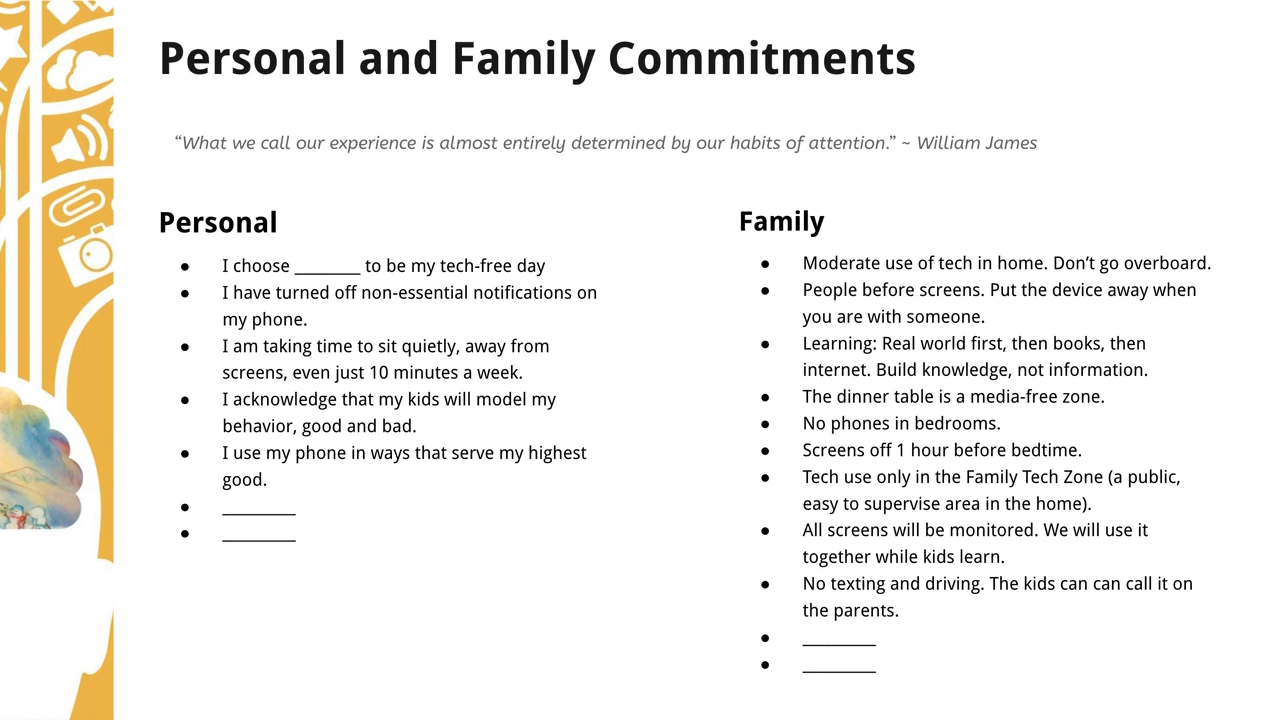 Personal and Family Commitments
“What we call our experience is almost entirely determined by our habits of attention.” ~ William James
Personal
● I choose ________ to be my tech-free day
● I have turned off non-essential notifications on
my phone.
● I am taking time to sit quietly, away from
screens, even just 10 minutes a week.
● I acknowledge that my kids will model my
behavior, good and bad.
● I use my phone in ways that serve my highest
good.
● _________
● _________
Family
● Moderate use of tech in home. Don’t go overboard.
● People before screens. Put the device away when
you are with someone.
● Learning: Real world first, then books, then
internet. Build knowledge, not information.
● The dinner table is a media-free zone.
● No phones in bedrooms.
● Screens off 1 hour before bedtime.
● Tech use only in the Family Tech Zone (a public,
easy to supervise area in the home).
● All screens will be monitored. We will use it
together while kids learn.
● No texting and driving. The kids can can call it on
the parents.
● _________
● _________